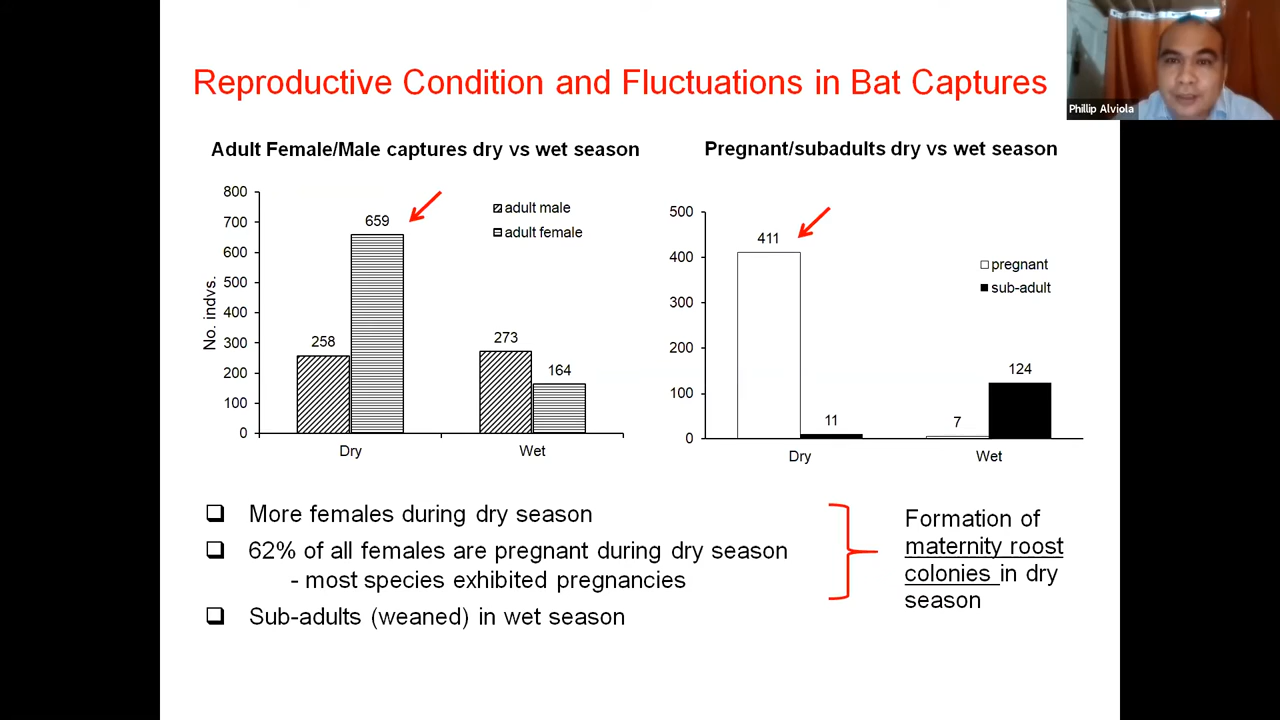 Reproductive Condition and Fluctuations in Bat Captures
Phillip Alviola
Adult Female/Male captures dry vs wet season
800
700
600
500
400
300
200
100
0
No. indvs.
258
659
273
164
adult male
adult female
Dry
Wet
Pregnant/subadults dry vs wet season
500
400
300
200
100
0
411
11
7
124
pregnant
sub-adult
Dry
Wet
More females during dry season
62% of all females are pregnant during dry season
- most species exhibited pregnancies
Sub-adults (weaned) in wet season
Formation of
maternity roost
colonies in dry
season